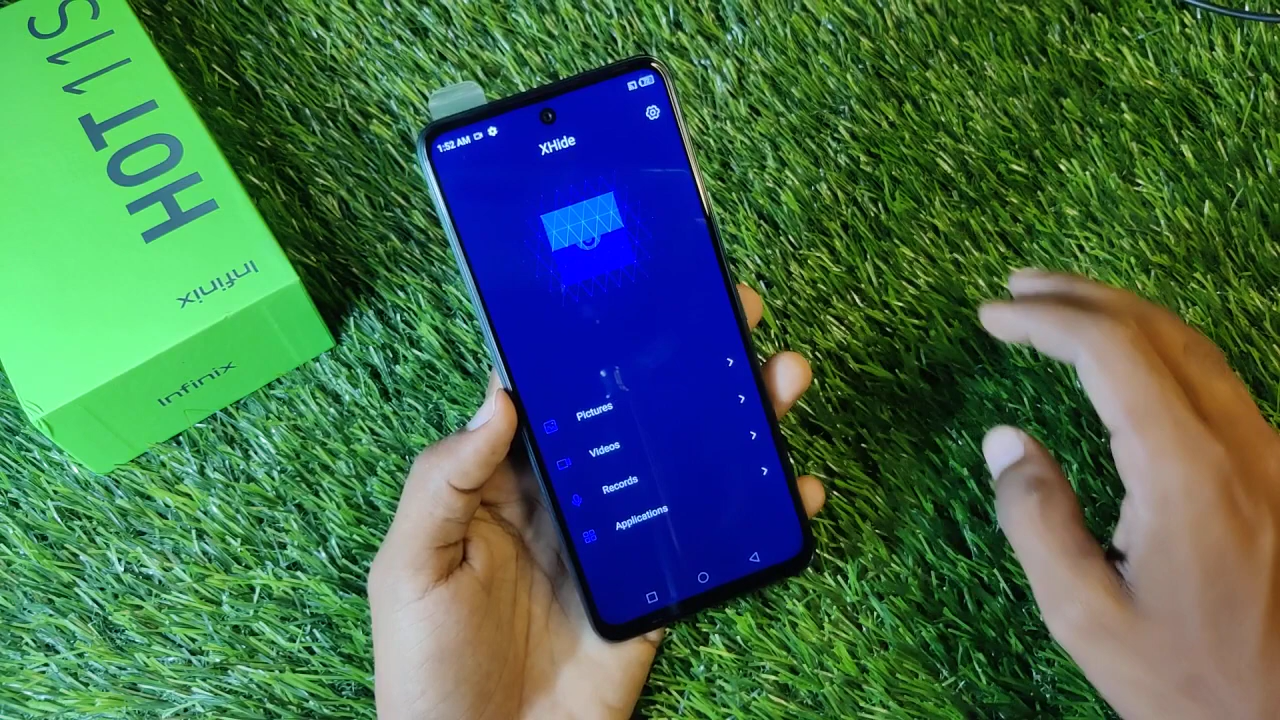 HOT 11S
Infinix
Infinix
1:52 AM
XHide
Pictures
Videos
Records
Applications